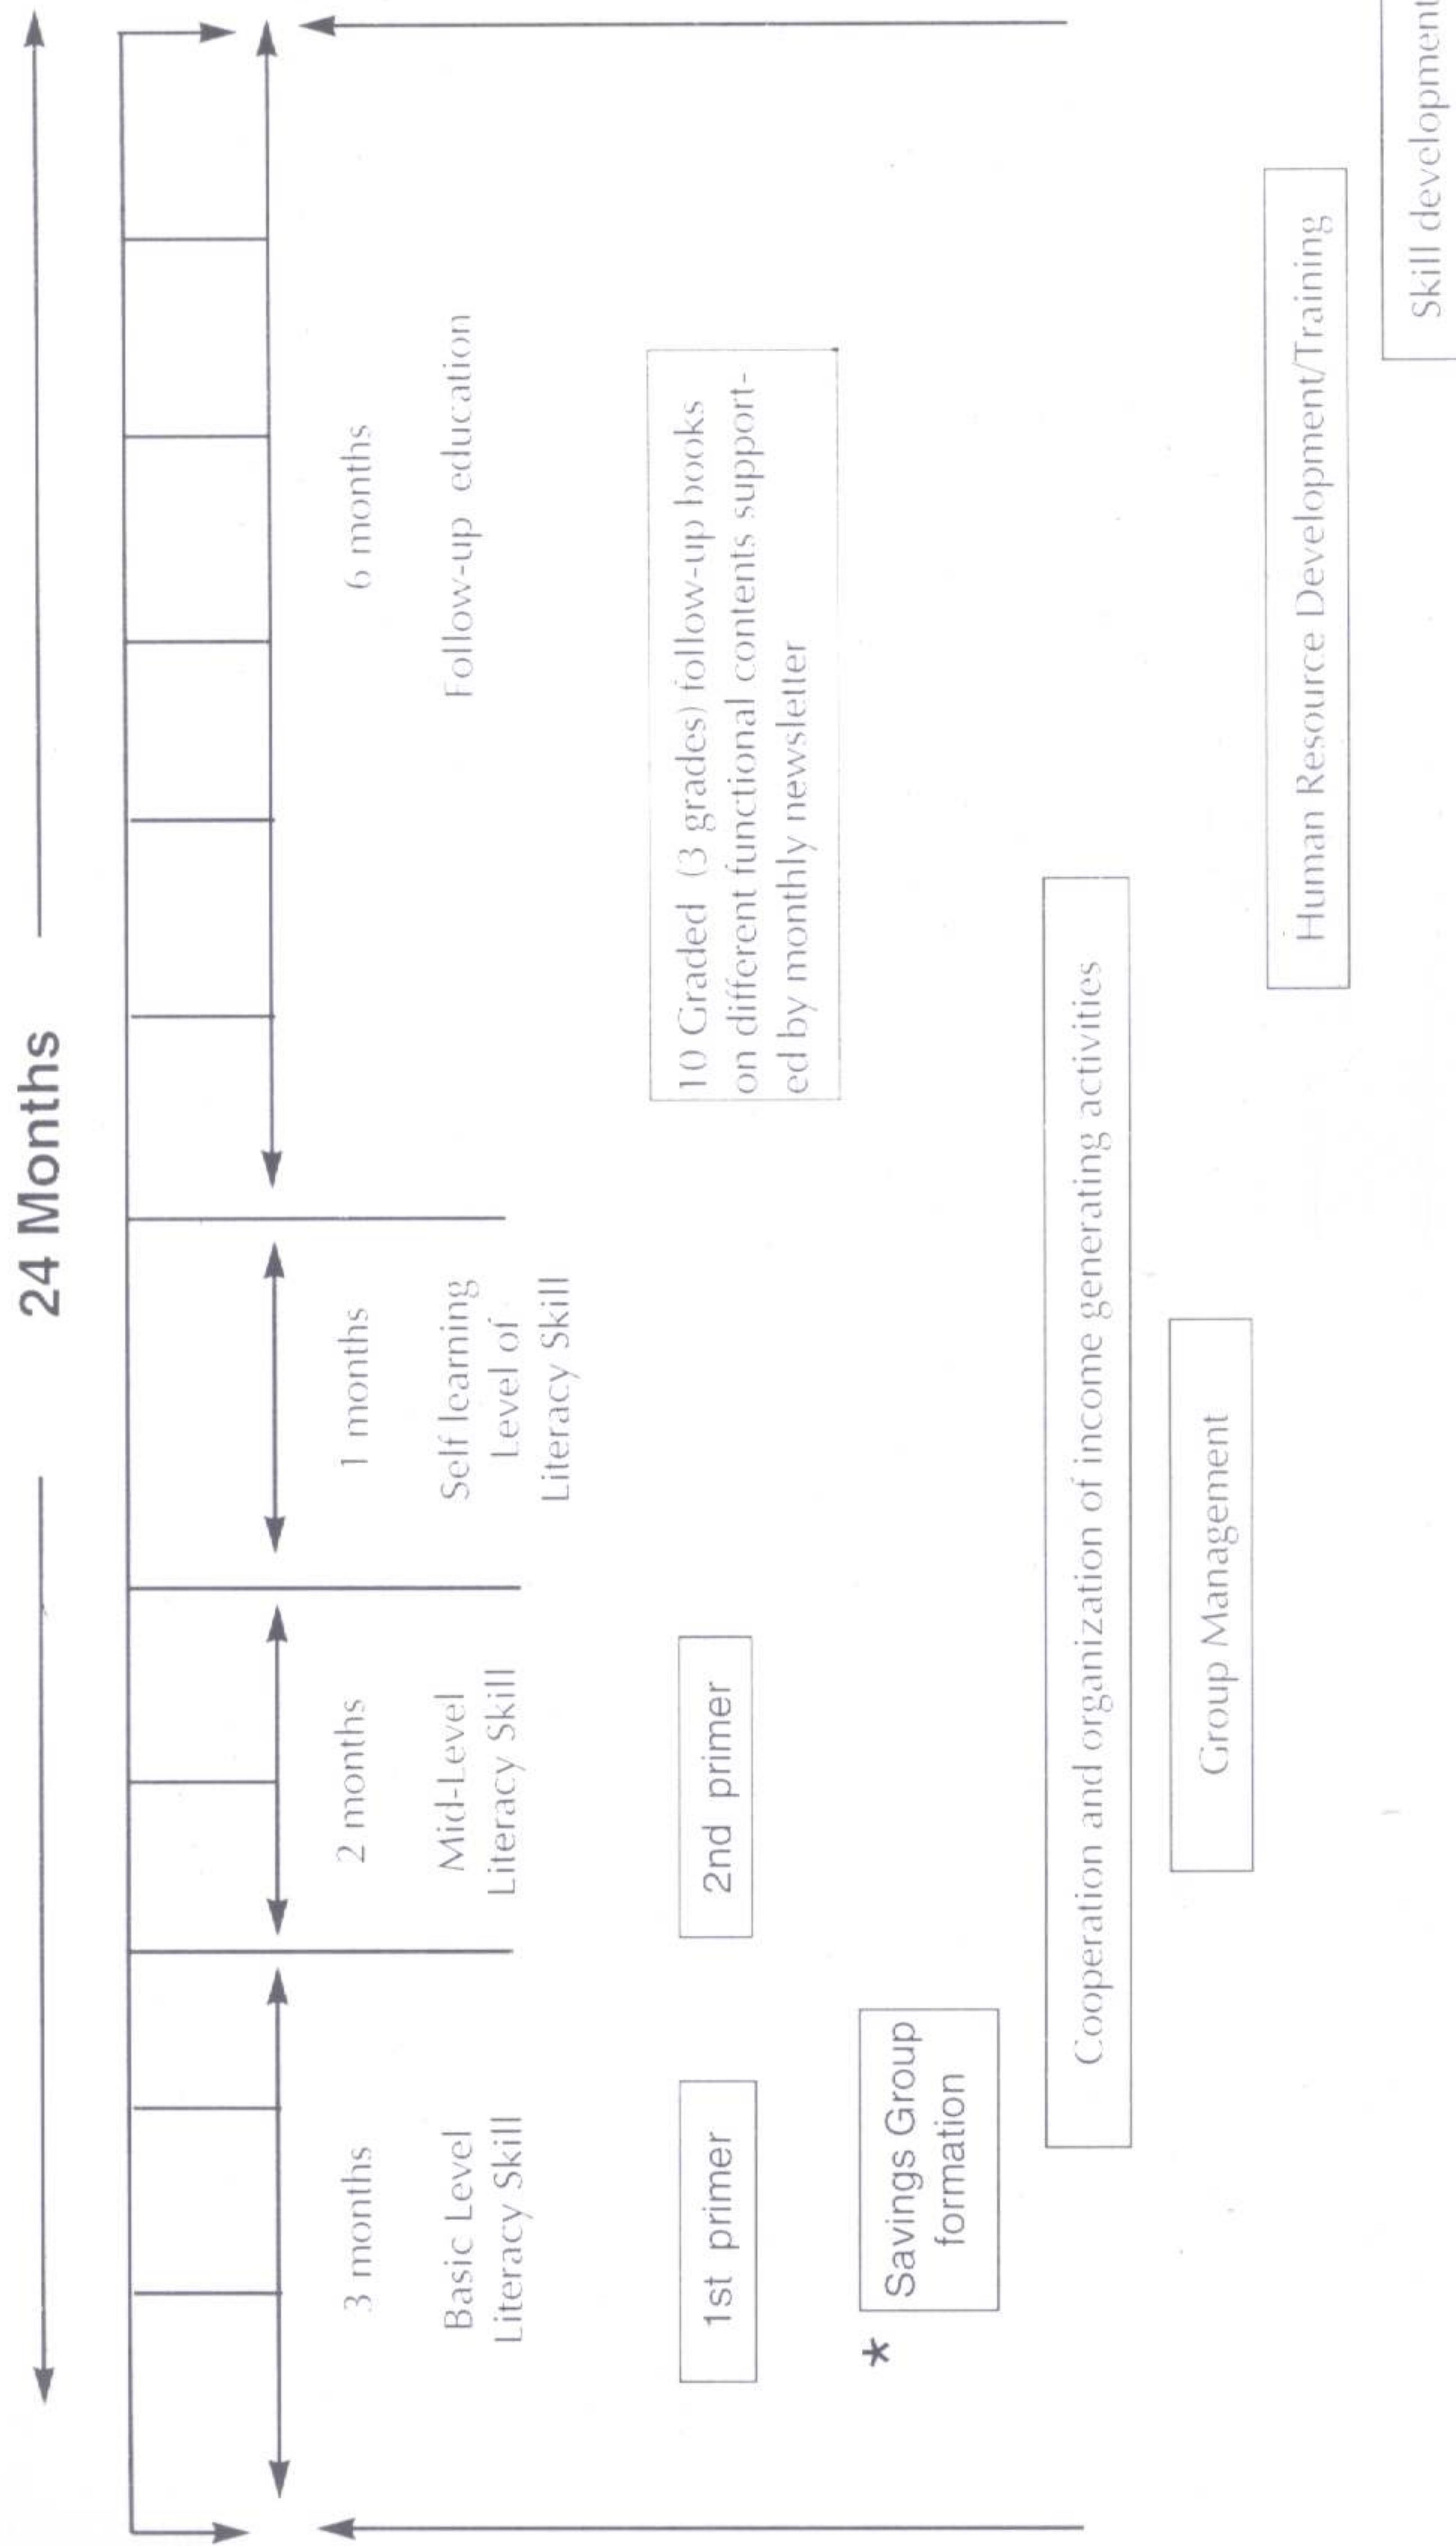 24 Months
3 months
2 months
1 months
6 months
Basic Level
Literacy Skill
Mid-Level
Literacy Skill
Self learning
Level of
Literacy Skill
Follow-up education
1st primer
2nd primer
10 Graded (3 grades) follow-up books
on different functional contents support-
ed by monthly newsletter
* Savings Group
formation
Cooperation and organization of income generating activities
Group Management
Human Resource Development/Training
Skill development